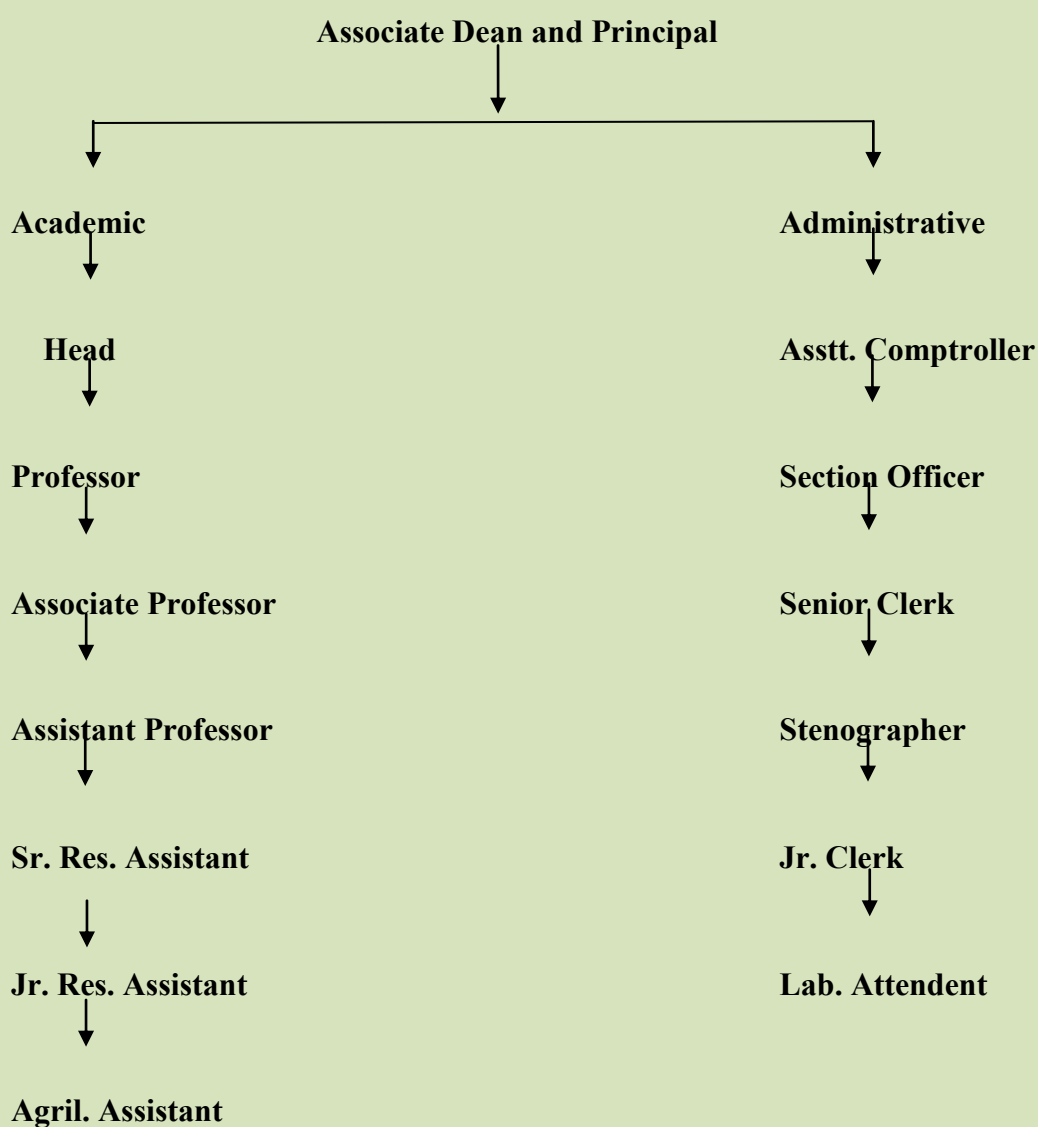 Associate Dean and Principal
Academic
Administrative
Head
Asstt. Comptroller
Professor
Section Officer
Associate Professor
Senior Clerk
Assistant Professor
Stenographer
Sr. Res. Assistant
Jr. Clerk
Jr. Res. Assistant
Lab. Attendent
Agril. Assistant